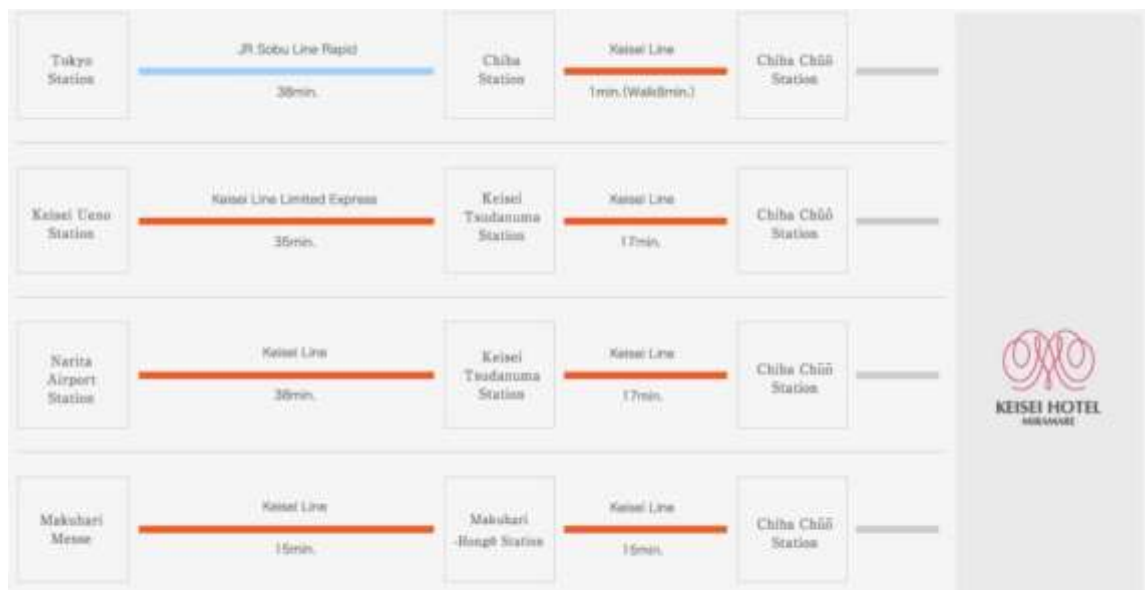 Tokyo
Station
JR Sobu Line Rapid
38min.
Chiba
Station
Keisei Line
1min.(Walk8min.)
Chiba Chūō
Station
Keisei Ueno
Station
Keisei Line Limited Express
35min.
Keisei
Tsudanuma
Station
Keisei Line
17min.
Chiba Chūō
Station
Narita
Airport
Station
Keisei Line
38min.
Keisei
Tsudanuma
Station
Keisei Line
17min.
Chiba Chūō
Station
KEISEI HOTEL
MIRAMARE
Makuhari
Messe
Keisei Line
15min.
Makuhari
-Hongō Station
Keisei Line
15min.
Chiba Chūō
Station